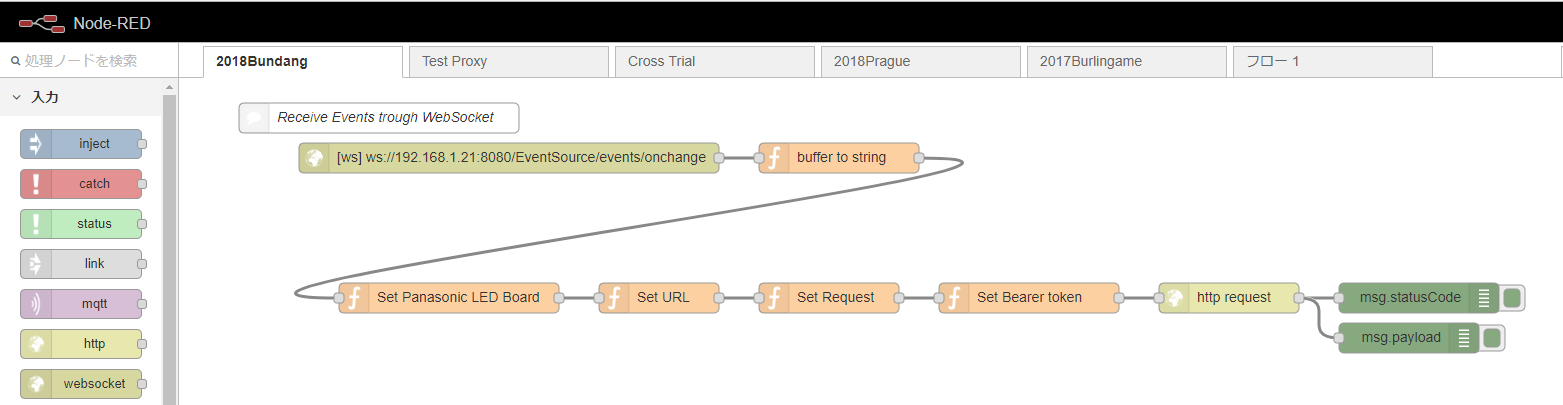 Node-RED
処理ノードを検索
2018Bundang
Test Proxy
Cross Trial
2018Prague
2017Burlingame
フロー 1
入力
inject
catch
status
link
mqtt
http
websocket
Receive Events trough WebSocket
[ws] ws://192.168.1.21:8080/EventSource/events/onchange
buffer to string
Set Panasonic LED Board
Set URL
Set Request
Set Bearer token
http request
msg.statusCode
msg.payload